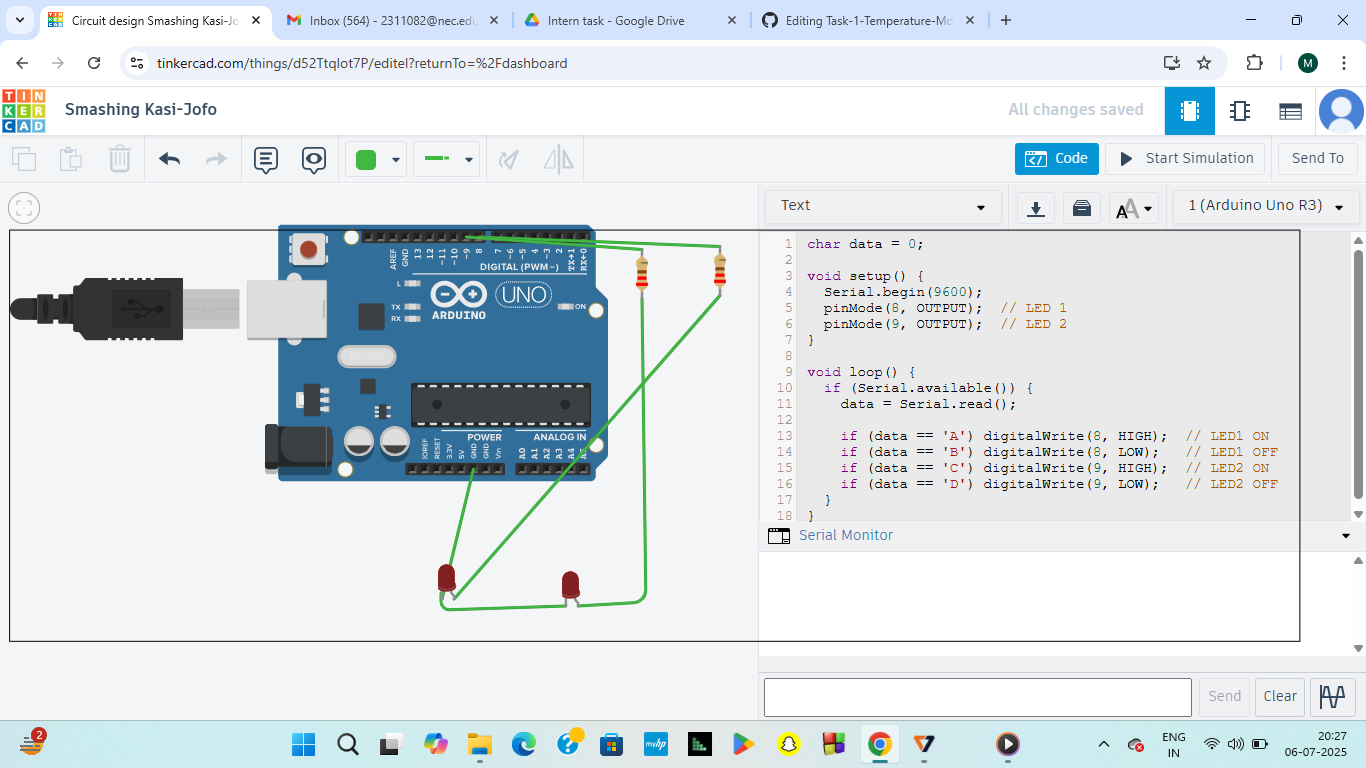 Circuit design Smashing Kasi-Jo
Inbox (564) - 2311082@nec.edu
Intern task - Google Drive
Editing Task-1-Temperature-Mo
tinkercad.com/things/d52TtqIot7P/editel?returnTo=%2Fdashboard
M
TIN
KER
CAD
Smashing Kasi-Jofo
All changes saved
Code
Start Simulation
Send To
Text
AA
1 (Arduino Uno R3)
AREF
GND
13
12
~11
~10
~9
8
7
~6
~5
4
~3
2
TX→1
RX←0
DIGITAL (PWM~)
L
TX
RX
UNO
ARDUINO
ON
POWER
ANALOG IN
IOREF
RESET
3.3V
5V
GND
GND
Vin
A0
A1
A2
A3
A4
1 char data = 0;
2
3 void setup() {
4 Serial.begin(9600);
5 pinMode(8, OUTPUT); // LED 1
6 pinMode(9, OUTPUT); // LED 2
7 }
8
9 void loop() {
10 if (Serial.available()) {
11 data = Serial.read();
12
13 if (data == 'A') digitalWrite(8, HIGH); // LED1 ON
14 if (data == 'B') digitalWrite(8, LOW); // LED1 OFF
15 if (data == 'C') digitalWrite(9, HIGH); // LED2 ON
16 if (data == 'D') digitalWrite(9, LOW); // LED2 OFF
17 }
18 }
Serial Monitor
Send
Clear
2
myhp
ENG
IN
20:27
06-07-2025